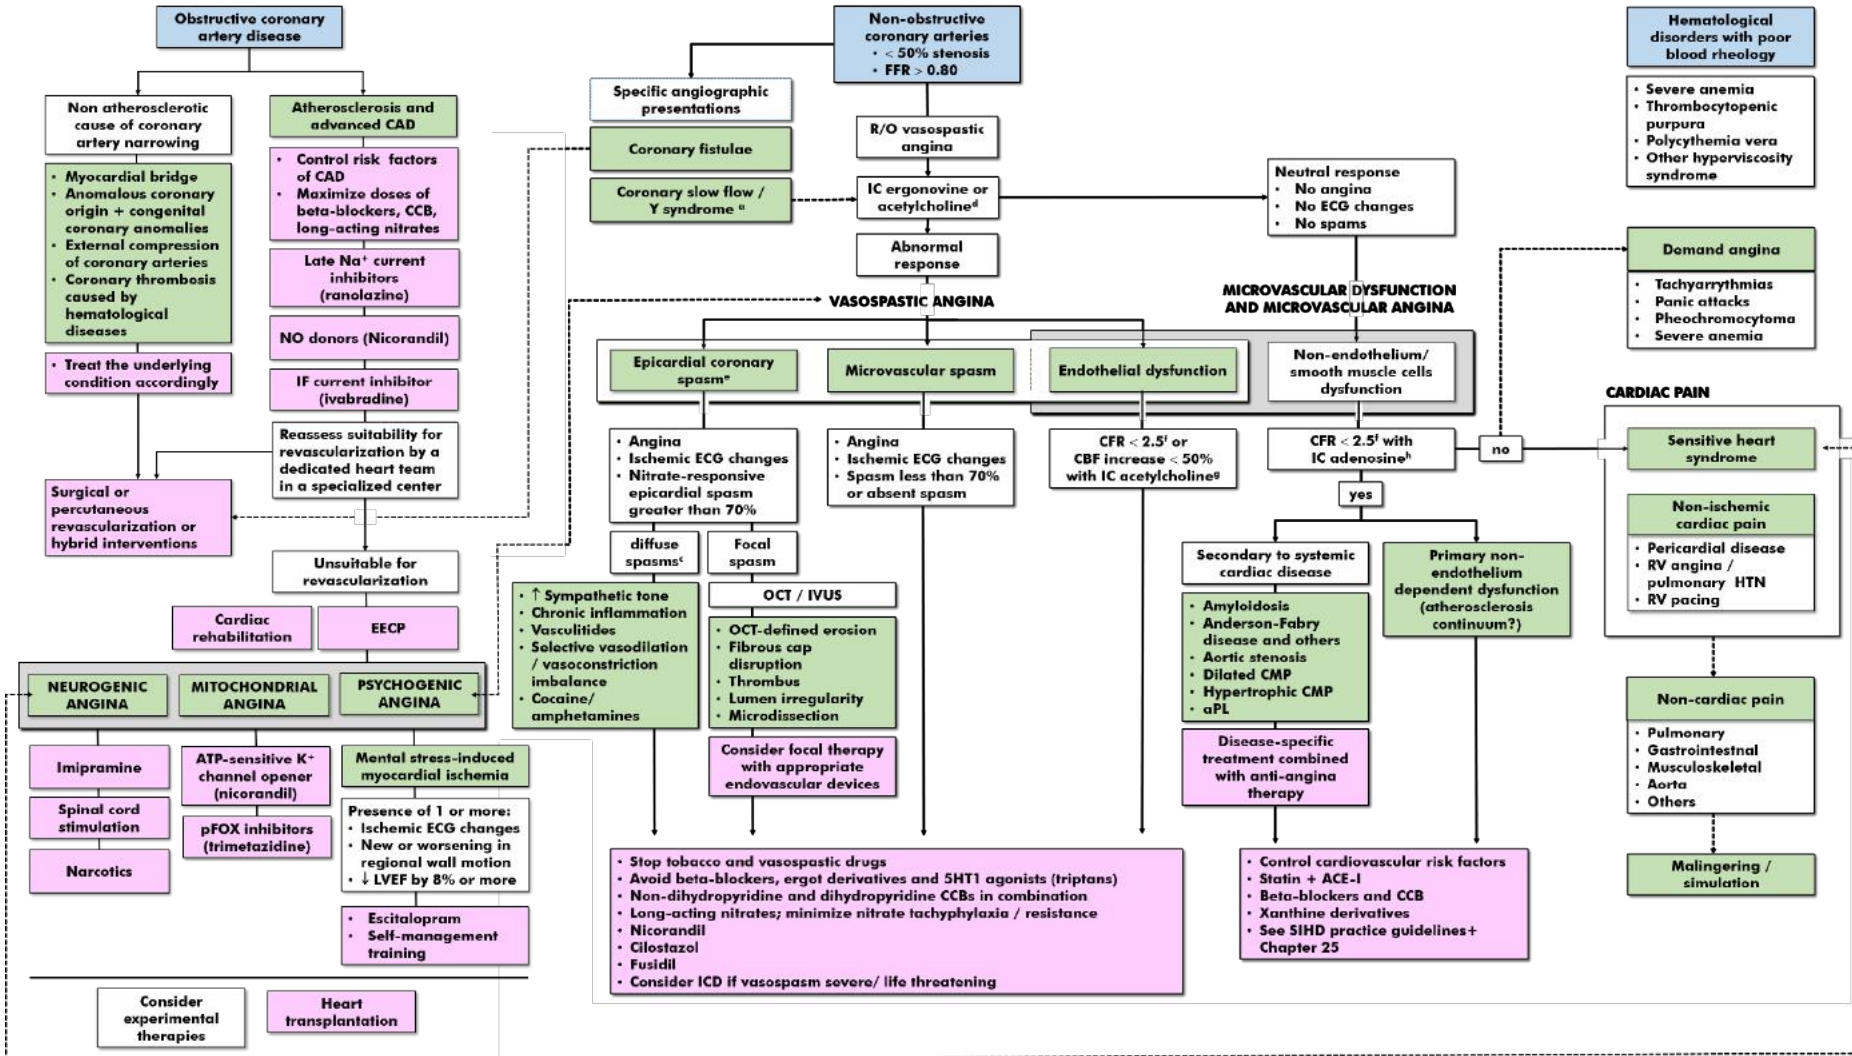 Obstructive coronary
artery disease
Non atherosclerotic
cause of coronary
artery narrowing
• Myocardial bridge
• Anomalous coronary
origin + congenital
coronary anomalies
• External compression
of coronary arteries
• Coronary thrombosis
caused by
hematological
diseases
• Treat the underlying
condition accordingly
Surgical or
percutaneous
revascularization or
hybrid interventions
Atherosclerosis and
advanced CAD
• Control risk factors
of CAD
• Maximize doses of
beta-blockers, CCB,
long-acting nitrates
Late Na⁺ current
inhibitors
(ranolazine)
NO donors (Nicorandil)
IF current inhibitor
(ivabradine)
Reassess suitability for
revascularization by a
dedicated heart team
in a specialized center
Unsuitable for
revascularization
Cardiac
rehabilitation
EECP
NEUROGENIC
ANGINA
MITOCHONDRIAL
ANGINA
PSYCHOGENIC
ANGINA
Imipramine
Spinal cord
stimulation
Narcotics
ATP-sensitive K⁺
channel opener
(nicorandil)
pFOX inhibitors
(trimetazidine)
Mental stress-induced
myocardial ischemia
Presence of 1 or more:
• Ischemic ECG changes
• New or worsening in
regional wall motion
• ↓ LVEF by 8% or more
• Escitalopram
• Self-management
training
Consider
experimental
therapies
Heart
transplantation
Non-obstructive
coronary arteries
• < 50% stenosis
• FFR > 0.80
Specific angiographic
presentations
Coronary fistulae
Coronary slow flow /
Y syndrome ᵃ
R/O vasospastic
angina
IC ergonovine or
acetylcholineᵈ
Abnormal
response
Neutral response
• No angina
• No ECG changes
• No spams
VASOSPASTIC ANGINA
MICROVASCULAR DYSFUNCTION
AND MICROVASCULAR ANGINA
Epicardial coronary
spasmᵉ
Microvascular spasm
Endothelial dysfunction
Non-endothelium/
smooth muscle cells
dysfunction
• Angina
• Ischemic ECG changes
• Nitrate-responsive
epicardial spasm
greater than 70%
• Angina
• Ischemic ECG changes
• Spasm less than 70%
or absent spasm
CFR < 2.5ᶠ or
CBF increase < 50%
with IC acetylcholineᵍ
CFR < 2.5ᶠ with
IC adenosineʰ
no
yes
diffuse
spasmsᶜ
Focal
spasm
• ↑ Sympathetic tone
• Chronic inflammation
• Vasculitides
• Selective vasodilation
/ vasoconstriction
imbalance
• Cocaine/
amphetamines
OCT / IVUS
• OCT-defined erosion
• Fibrous cap
disruption
• Thrombus
• Lumen irregularity
• Microdissection
Consider focal therapy
with appropriate
endovascular devices
Secondary to systemic
cardiac disease
• Amyloidosis
• Anderson-Fabry
disease and others
• Aortic stenosis
• Dilated CMP
• Hypertrophic CMP
• aPL
Disease-specific
treatment combined
with anti-angina
therapy
Primary non-
endothelium
dependent dysfunction
(atherosclerosis
continuum?)
• Stop tobacco and vasospastic drugs
• Avoid beta-blockers, ergot derivatives and 5HT1 agonists (triptans)
• Non-dihydropyridine and dihydropyridine CCBs in combination
• Long-acting nitrates; minimize nitrate tachyphylaxia / resistance
• Nicorandil
• Cilostazol
• Fusidil
• Consider ICD if vasospasm severe/ life threatening
• Control cardiovascular risk factors
• Statin + ACE-I
• Beta-blockers and CCB
• Xanthine derivatives
• See SIHD practice guidelines+
Chapter 25
Hematological
disorders with poor
blood rheology
• Severe anemia
• Thrombocytopenic
purpura
• Polycythemia vera
• Other hyperviscosity
syndrome
Demand angina
• Tachyarrythmias
• Panic attacks
• Pheochromocytoma
• Severe anemia
CARDIAC PAIN
Sensitive heart
syndrome
Non-ischemic
cardiac pain
• Pericardial disease
• RV angina /
pulmonary HTN
• RV pacing
Non-cardiac pain
• Pulmonary
• Gastrointestnal
• Musculoskeletal
• Aorta
• Others
Malingering /
simulation